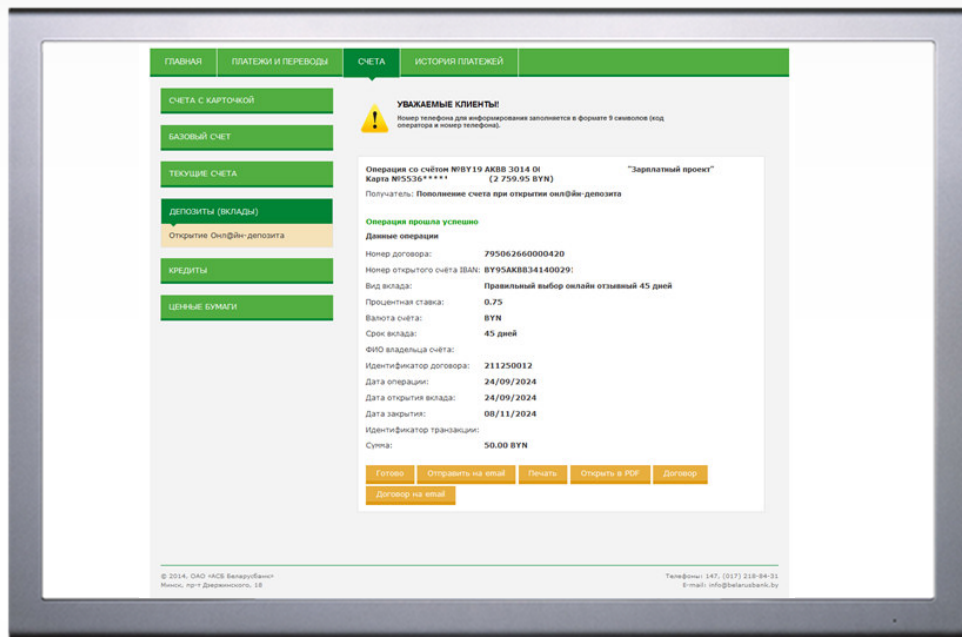 ГЛАВНАЯ ПЛАТЕЖИ И ПЕРЕВОДЫ СЧЕТА ИСТОРИЯ ПЛАТЕЖЕЙ
СЧЕТА С КАРТОЧКОЙ
БАЗОВЫЙ СЧЕТ
ТЕКУЩИЕ СЧЕТА
ДЕПОЗИТЫ (ВКЛАДЫ)
Открытие Онл@йн-депозита
КРЕДИТЫ
ЦЕННЫЕ БУМАГИ
УВАЖАЕМЫЕ КЛИЕНТЫ!
Номер телефона для информирования заполняется в формате 9 символов (код
оператора и номер телефона).
Операция со счётом №BY19 AKBB 3014 0( "Зарплатный проект"
Карта №5536***** (2 759.95 BYN)
Получатель: Пополнение счета при открытии онл@йн-депозита
Операция прошла успешно
Данные операции
Номер договора: 795062660000420
Номер открытого счёта IBAN: BY95AKBB34140029:
Вид вклада: Правильный выбор онлайн отзывный 45 дней
Процентная ставка: 0.75
Валюта счёта: BYN
Срок вклада: 45 дней
ФИО владельца счёта:
Идентификатор договора: 211250012
Дата операции: 24/09/2024
Дата открытия вклада: 24/09/2024
Дата закрытия: 08/11/2024
Идентификатор транзакции:
Сумма: 50.00 BYN
Готово Отправить на email Печать Открыть в PDF Договор
Договор на email
© 2014, ОАО «АСБ Беларусбанк»
Минск, пр-т Дзержинского, 18
Телефоны: 147, (017) 218-84-31
E-mail: info@belarusbank.by